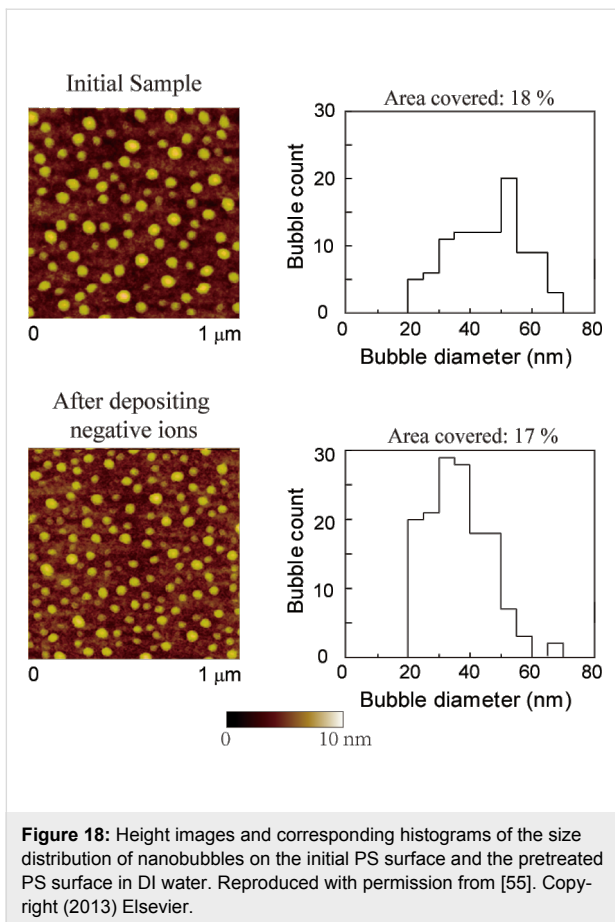 Initial Sample
0
1 μm
Area covered: 18 %
30
20
10
0
Bubble count
0
20
40
60
80
Bubble diameter (nm)
After depositing
negative ions
0
1 μm
Area covered: 17 %
30
20
10
0
Bubble count
0
20
40
60
80
Bubble diameter (nm)
0
10 nm
Figure 18: Height images and corresponding histograms of the size
distribution of nanobubbles on the initial PS surface and the pretreated
PS surface in DI water. Reproduced with permission from [55]. Copy-
right (2013) Elsevier.